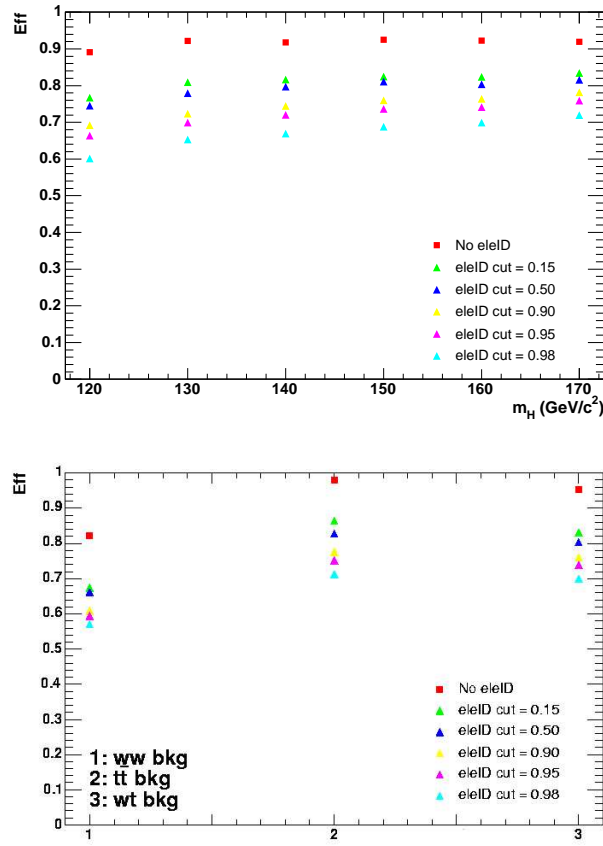 Eff
1
0.9
0.8
0.7
0.6
0.5
0.4
0.3
0.2
0.1
0
No eleID
eleID cut = 0.15
eleID cut = 0.50
eleID cut = 0.90
eleID cut = 0.95
eleID cut = 0.98
120 130 140 150 160 170
m_H (GeV/c²)
Eff
1
0.9
0.8
0.7
0.6
0.5
0.4
0.3
0.2
0.1
0
No eleID
eleID cut = 0.15
eleID cut = 0.50
eleID cut = 0.90
eleID cut = 0.95
eleID cut = 0.98
1: ww bkg
2: tt̄ bkg
3: wt bkg
1 2 3